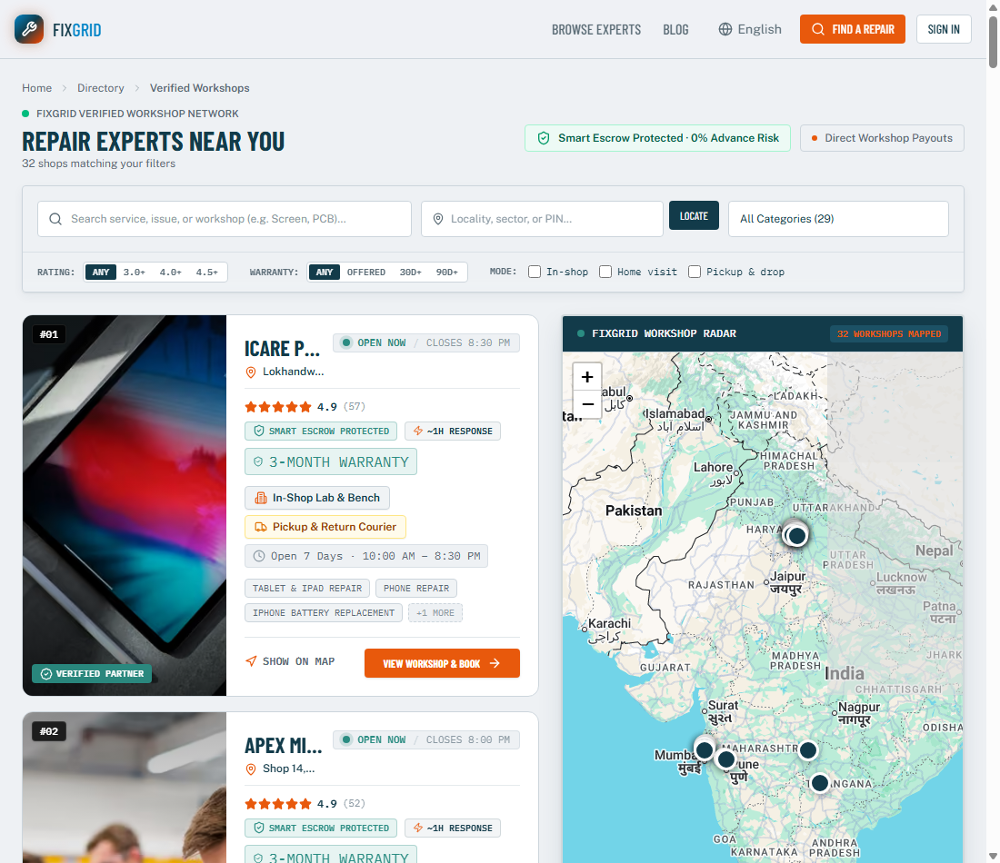 FIXGRID
BROWSE EXPERTS
BLOG
English
FIND A REPAIR
SIGN IN
Home > Directory > Verified Workshops
FIXGRID VERIFIED WORKSHOP NETWORK
REPAIR EXPERTS NEAR YOU
32 shops matching your filters
Smart Escrow Protected · 0% Advance Risk
Direct Workshop Payouts
Search service, issue, or workshop (e.g. Screen, PCB)...
Locality, sector, or PIN...
LOCATE
All Categories (29)
RATING: ANY 3.0+ 4.0+ 4.5+
WARRANTY: ANY OFFERED 30D+ 90D+
MODE: In-shop Home visit Pickup & drop
#01
ICARE P...
OPEN NOW / CLOSES 8:30 PM
Lokhandw...
4.9 (57)
SMART ESCROW PROTECTED
~1H RESPONSE
3-MONTH WARRANTY
In-Shop Lab & Bench
Pickup & Return Courier
Open 7 Days · 10:00 AM – 8:30 PM
TABLET & IPAD REPAIR
PHONE REPAIR
IPHONE BATTERY REPLACEMENT
+1 MORE
VERIFIED PARTNER
SHOW ON MAP
VIEW WORKSHOP & BOOK
#02
APEX MI...
OPEN NOW / CLOSES 8:00 PM
Shop 14,...
4.9 (52)
SMART ESCROW PROTECTED
~1H RESPONSE
3-MONTH WARRANTY
FIXGRID WORKSHOP RADAR
32 WORKSHOPS MAPPED
+
−
abul
کابل
tan
LADAKH
Islamabad
اسلام آباد
JAMMU AND
KASHMIR
HIMACHAL
PRADESH
Lahore
لاہور
PUNJAB
UTTARAKHAND
Pakistan
HARYA
UTTAR
PRADESH
Nepal
RAJASTHAN
Jaipur
जयपुर
Lucknow
लखनऊ
Patna
पटना
Karachi
کراچی
JHARK
GUJARAT
MADHYA
PRADESH
India
CHHATTISGARH
Surat
सुरत
Nagpur
नागपूर
ODISHA
Mumba
मुंबई
MAHARASHTR
une
पुणे
T
ANGANA
GOA
KARNATAKA
ANDHRA
PRADESH